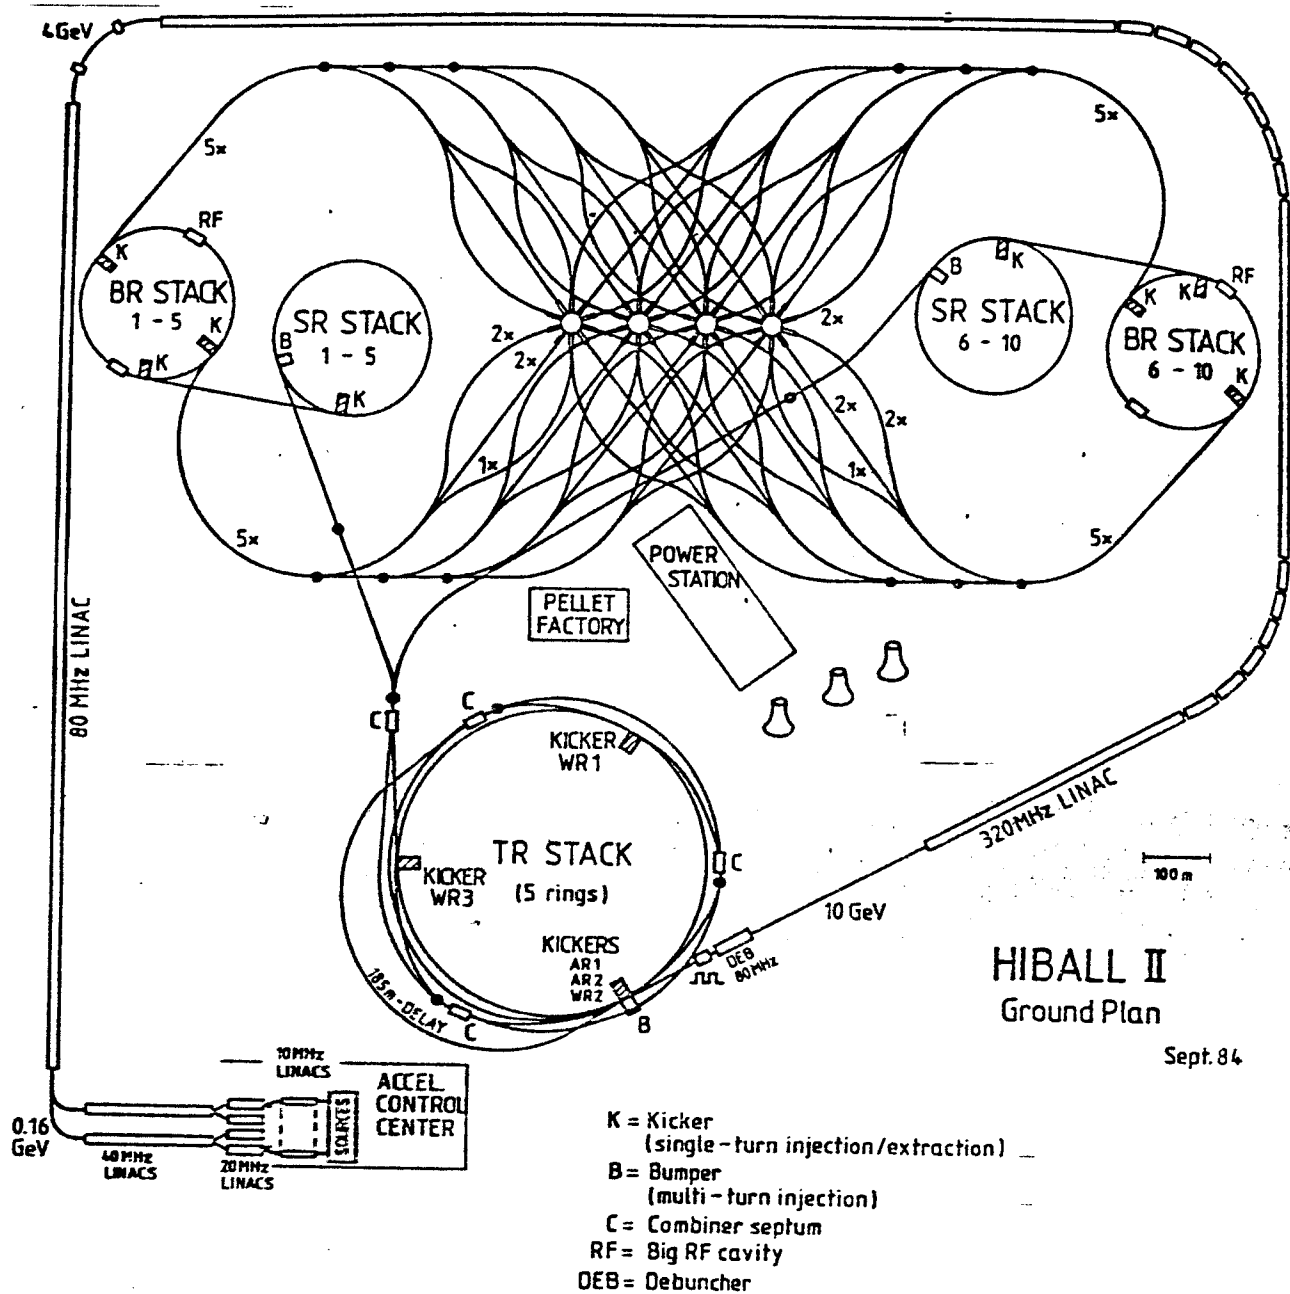 4GeV
5x
5x
RF
K
BR STACK
1 - 5
K
K
SR STACK
1 - 5
B
K
2x
2x
2x
B
K
SR STACK
6 - 10
RF
K
K
BR STACK
6 - 10
K
2x
2x
1x
1x
5x
5x
80 MHz LINAC
POWER
STATION
PELLET
FACTORY
C
C
KICKER
WR1
TR STACK
(5 rings)
C
KICKER
WR3
KICKERS
AR1
AR2
WR2
B
C
185m-DELAY
DEB
80 MHz
10 GeV
320MHz LINAC
100 m
HIBALL II
Ground Plan
Sept. 84
10MHz
LINACS
ACCEL.
CONTROL
CENTER
SOURCES
0.16
GeV
40MHz
LINACS
20MHz
LINACS
K = Kicker
(single-turn injection/extraction)
B = Bumper
(multi-turn injection)
C = Combiner septum
RF = Big RF cavity
DEB = Debuncher